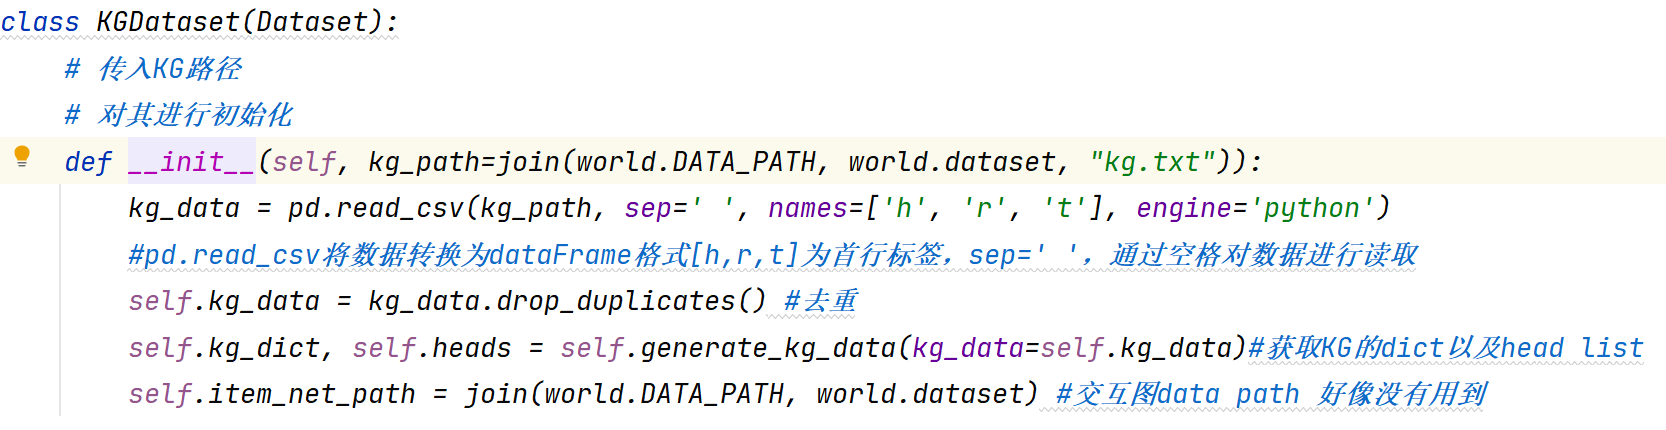 class KGDataset(Dataset):
# 传入KG路径
# 对其进行初始化
def __init__(self, kg_path=join(world.DATA_PATH, world.dataset, "kg.txt")):
kg_data = pd.read_csv(kg_path, sep=' ', names=['h', 'r', 't'], engine='python')
#pd.read_csv将数据转换为dataFrame格式[h,r,t]为首行标签，sep=' '，通过空格对数据进行读取
self.kg_data = kg_data.drop_duplicates() #去重
self.kg_dict, self.heads = self.generate_kg_data(kg_data=self.kg_data)#获取KG的dict以及head list
self.item_net_path = join(world.DATA_PATH, world.dataset) #交互图data path 好像没有用到